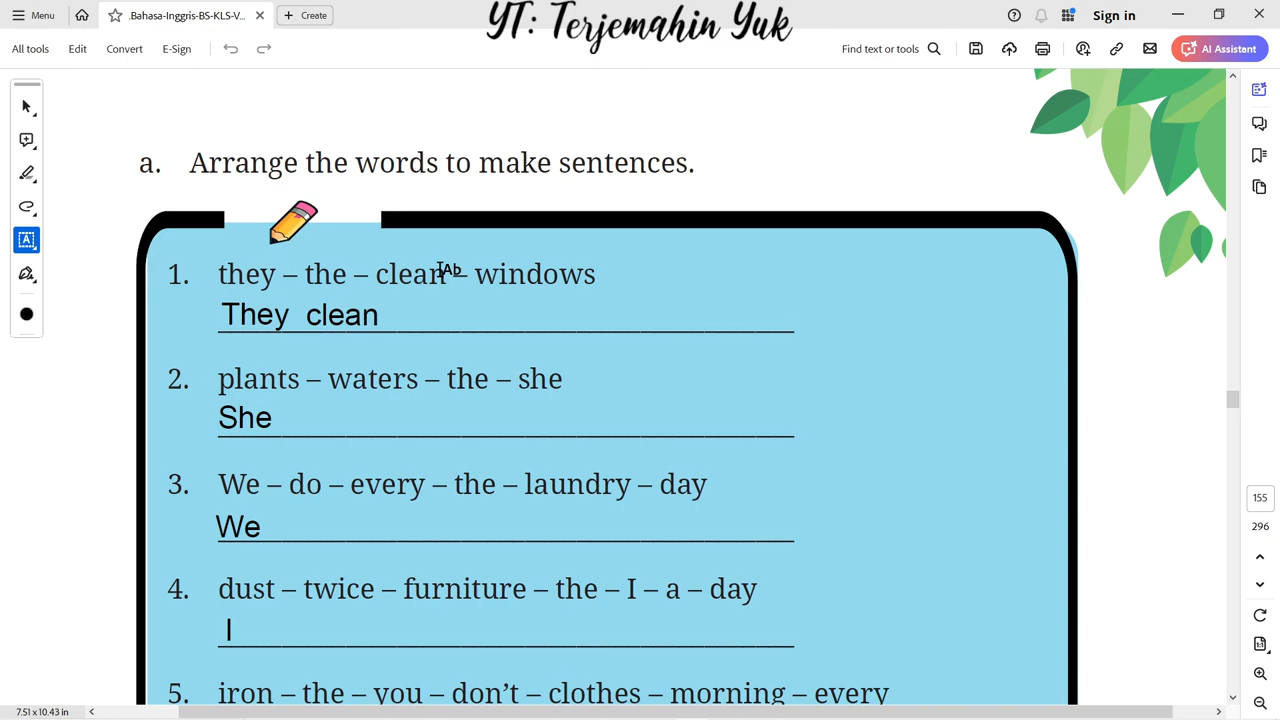 Menu
.Bahasa-Inggris-BS-KLS-V...
Create
YT: Terjemahin Yuk
Sign in
All tools
Edit
Convert
E-Sign
Find text or tools
AI Assistant
a. Arrange the words to make sentences.
1. they – the – clean – windows
Ab
They clean
2. plants – waters – the – she
She
3. We – do – every – the – laundry – day
We
4. dust – twice – furniture – the – I – a – day
I
5. iron – the – you – don’t – clothes – morning – every
155
296
7.51 x 10.43 in